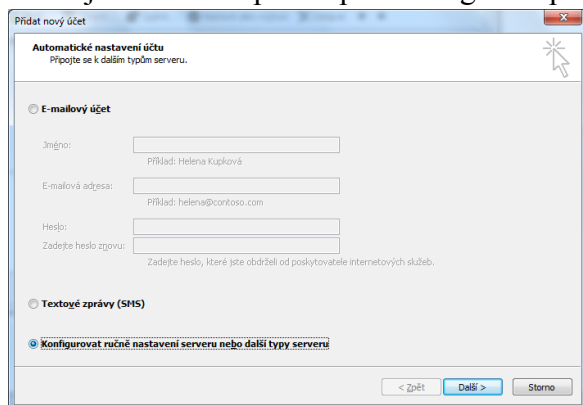 Přidat nový účet
Automatické nastavení účtu
Připojte se k dalším typům serveru.
E-mailový účet
Jméno:
Příklad: Helena Kupková
E-mailová adresa:
Příklad: helena@contoso.com
Heslo:
Zadejte heslo znovu:
Zadejte heslo, které jste obdrželi od poskytovatele internetových služeb.
Textové zprávy (SMS)
Konfigurovat ručně nastavení serveru nebo další typy serveru
< Zpět Další > Storno